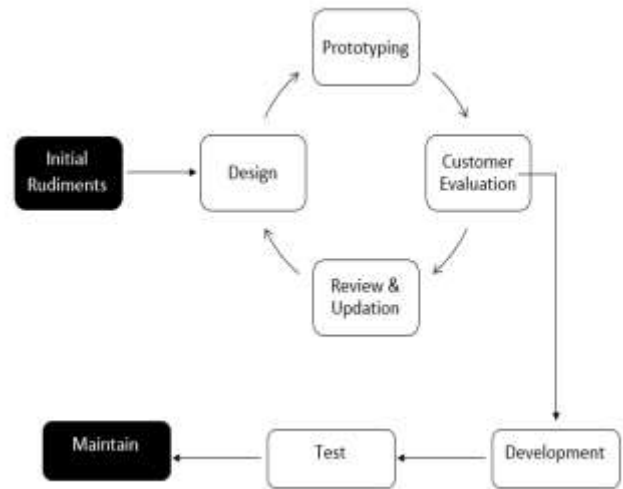 Prototyping
Initial
Rudiments
Design
Customer
Evaluation
Review &
Updation
Maintain
Test
Development